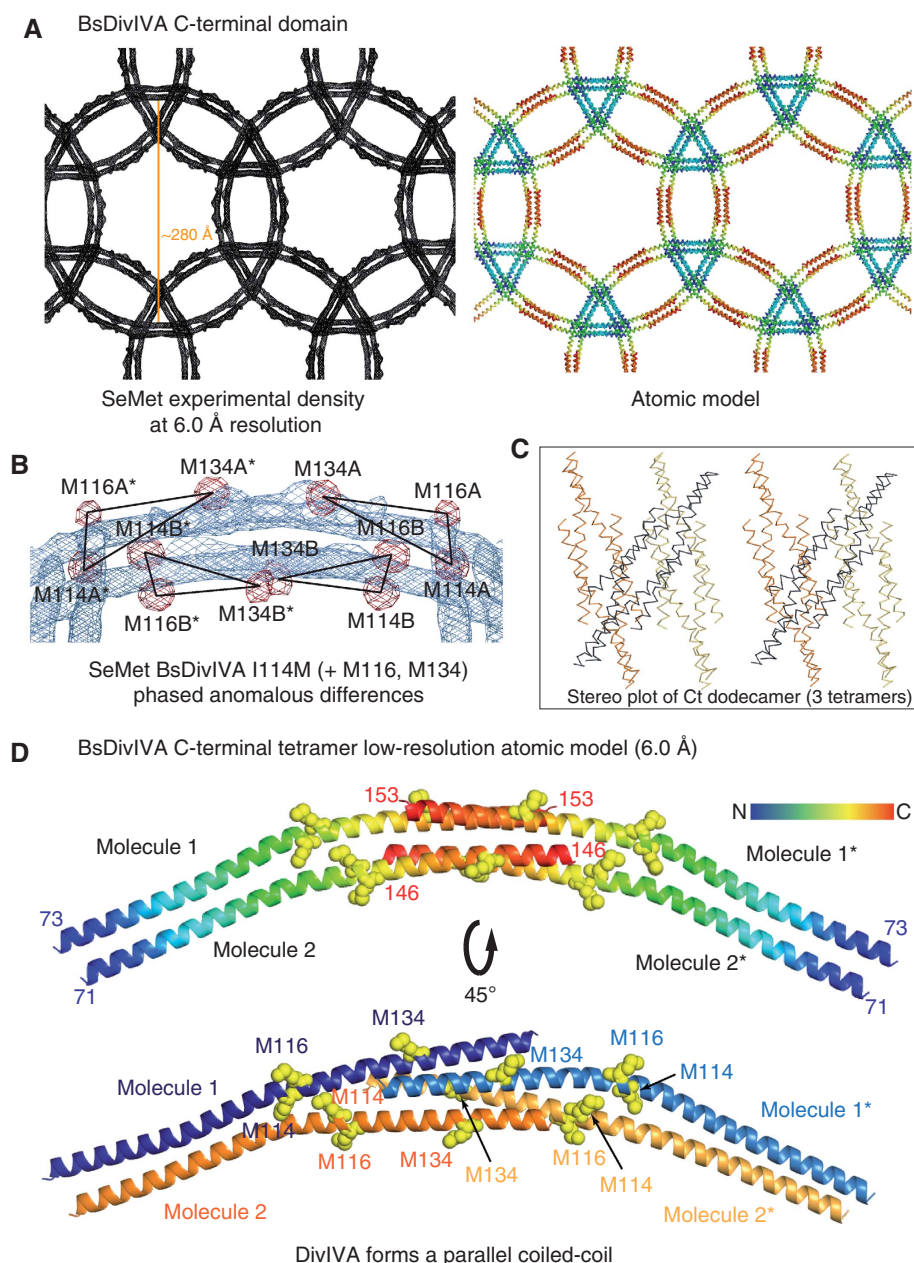 A BsDivIVA C-terminal domain
~280 Å
SeMet experimental density
at 6.0 Å resolution
Atomic model
B
M134A* M134A
M116A* M116A
M114B* M116B
M134B
M114A* M114A
M116B* M134B* M114B
SeMet BsDivIVA I114M (+ M116, M134)
phased anomalous differences
C
Stereo plot of Ct dodecamer (3 tetramers)
D BsDivIVA C-terminal tetramer low-resolution atomic model (6.0 Å)
N C
153 153
Molecule 1 146 Molecule 1*
146
73 73
Molecule 2 Molecule 2*
71 71
45°
M134
M116 M134 M116
Molecule 1 M114 M114
Molecule 1*
M114
M116 M134 M134 M116 M114
Molecule 2 Molecule 2*
DivIVA forms a parallel coiled-coil